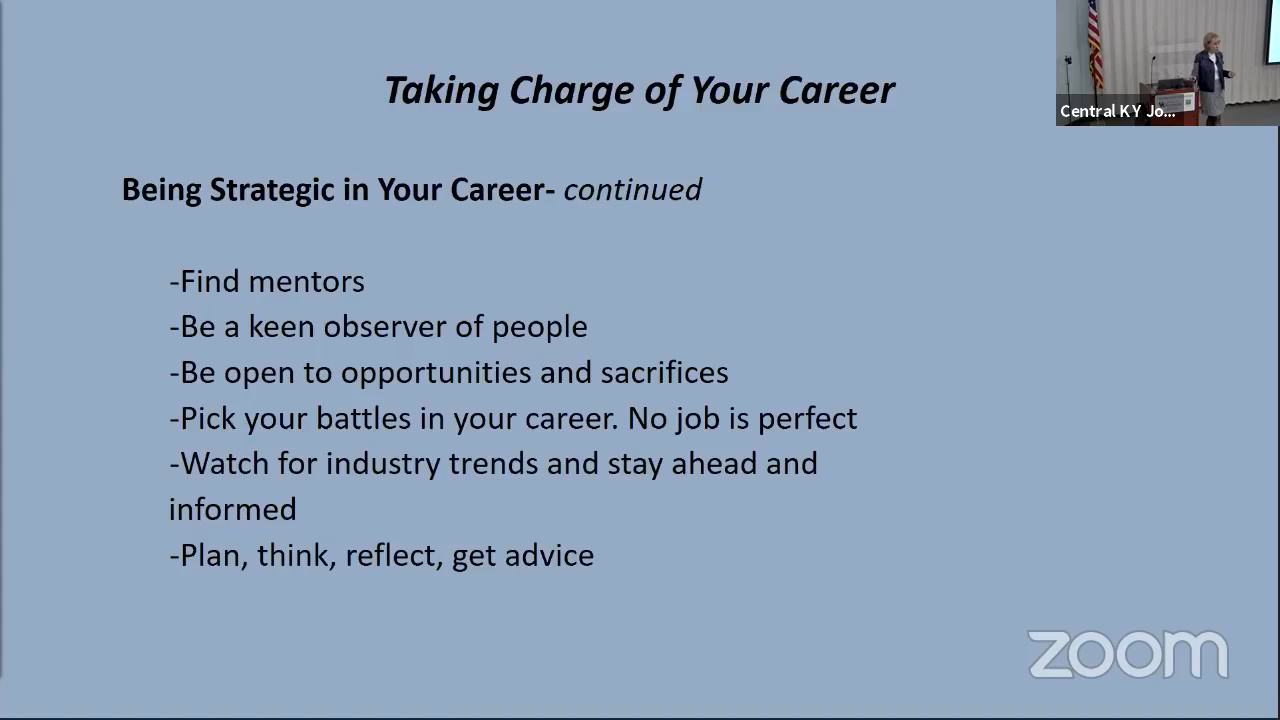 Taking Charge of Your Career
Central KY Jo...
Being Strategic in Your Career- continued
-Find mentors
-Be a keen observer of people
-Be open to opportunities and sacrifices
-Pick your battles in your career. No job is perfect
-Watch for industry trends and stay ahead and
informed
-Plan, think, reflect, get advice
zoom